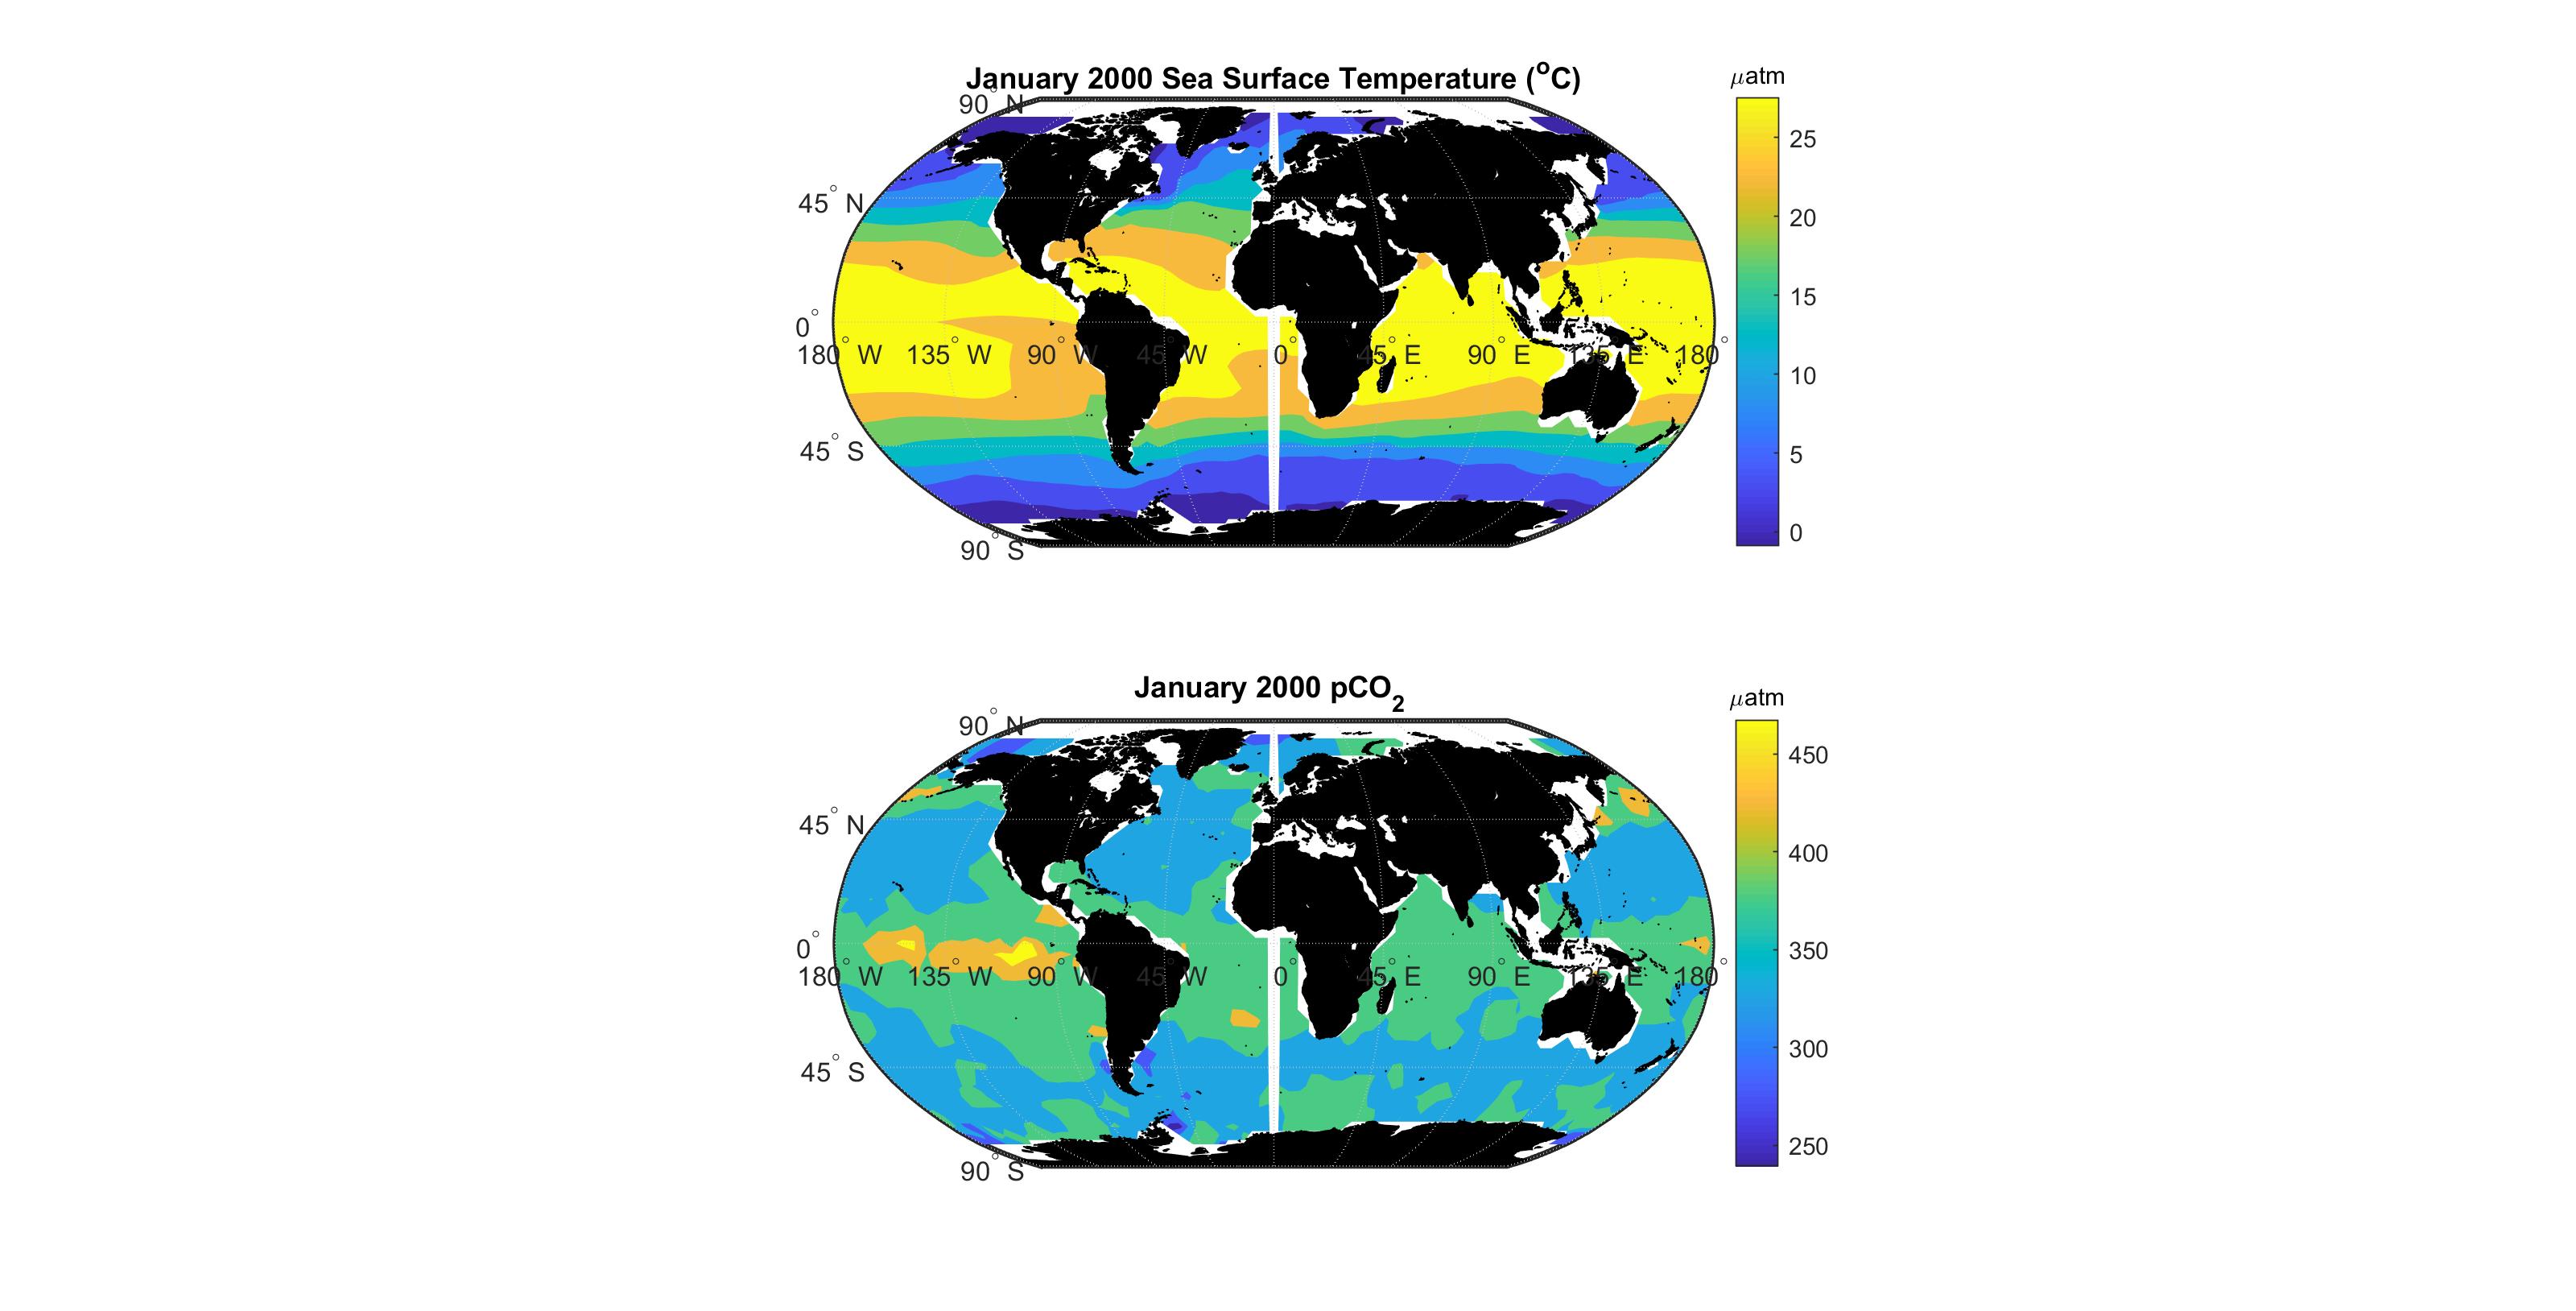 January 2000 Sea Surface Temperature (°C)
μatm
90° N
45° N
0°
180° W 135° W 90° W 45° W 0° 45° E 90° E 135° E 180°
45° S
90° S
25
20
15
10
5
0
January 2000 pCO2
μatm
90° N
45° N
0°
180° W 135° W 90° W 45° W 0° 45° E 90° E 135° E 180°
45° S
90° S
450
400
350
300
250